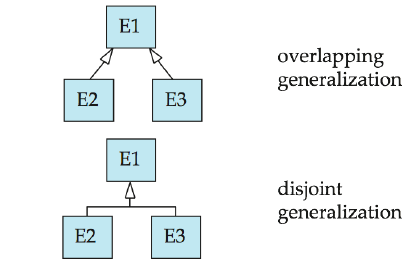 E1
overlapping
generalization
E2 E3
E1
disjoint
generalization
E2 E3